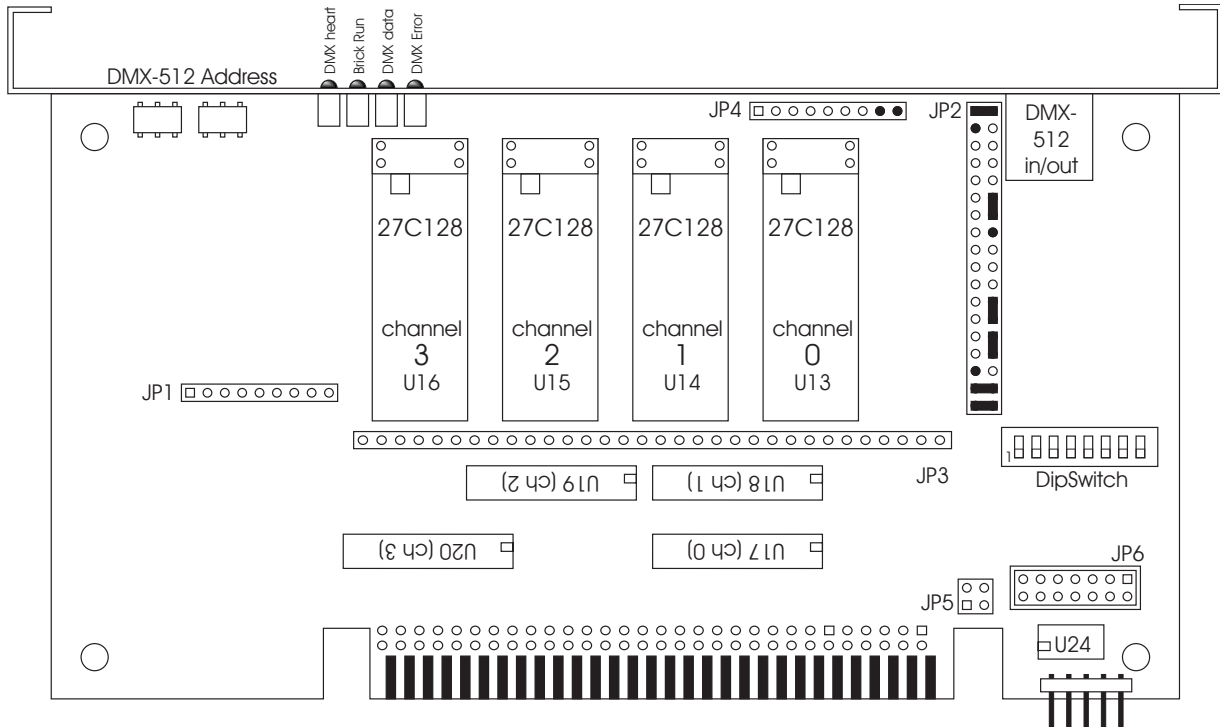 DMX heart
Brick Run
DMX data
DMX Error
DMX-512 Address
JP4
JP2
DMX-
512
in/out
27C128
27C128
27C128
27C128
channel
3
U16
channel
2
U15
channel
1
U14
channel
0
U13
JP1
JP3
1
DipSwitch
U19 (ch 2)
U18 (ch 1)
U20 (ch 3)
U17 (ch 0)
JP6
JP5
U24